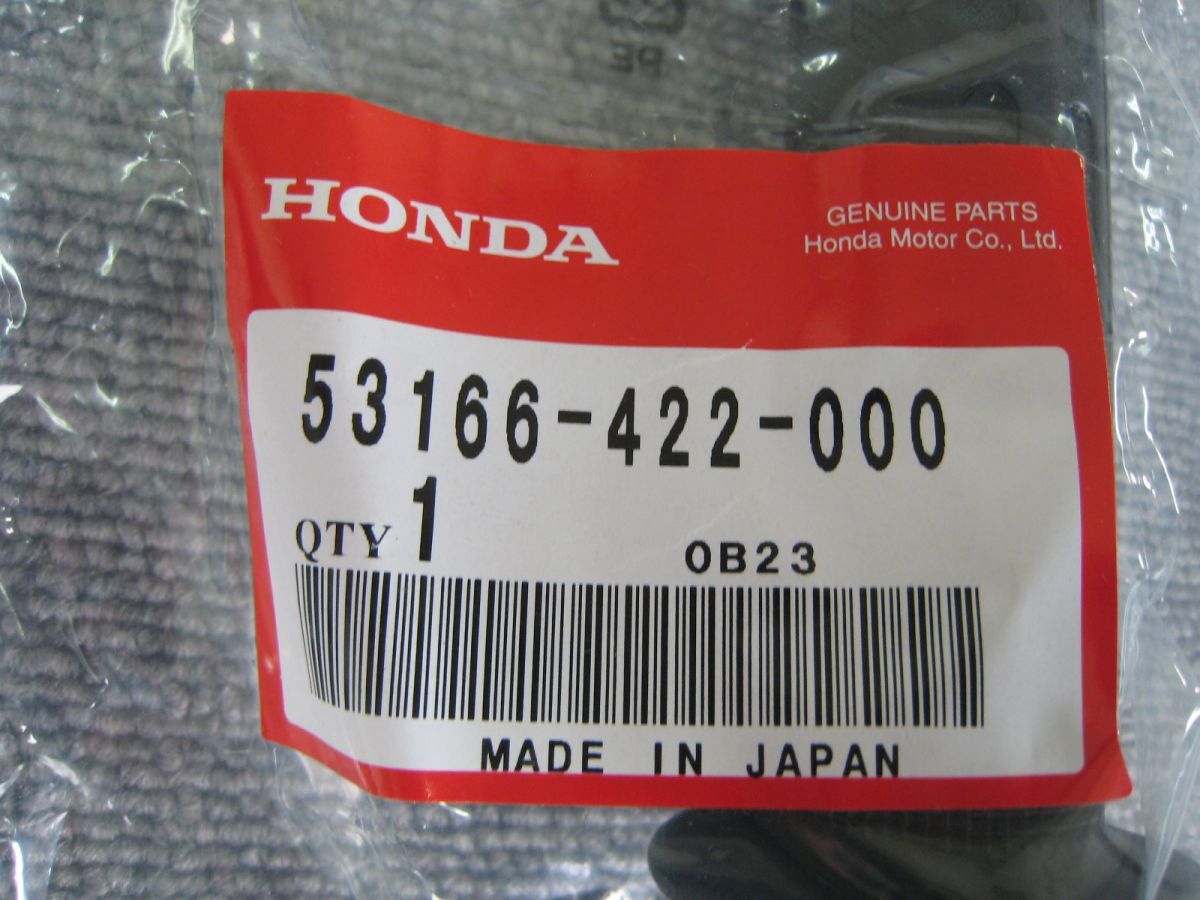 HONDA
GENUINE PARTS
Honda Motor Co., Ltd.
53166-422-000
QTY 1
0B23
MADE IN JAPAN